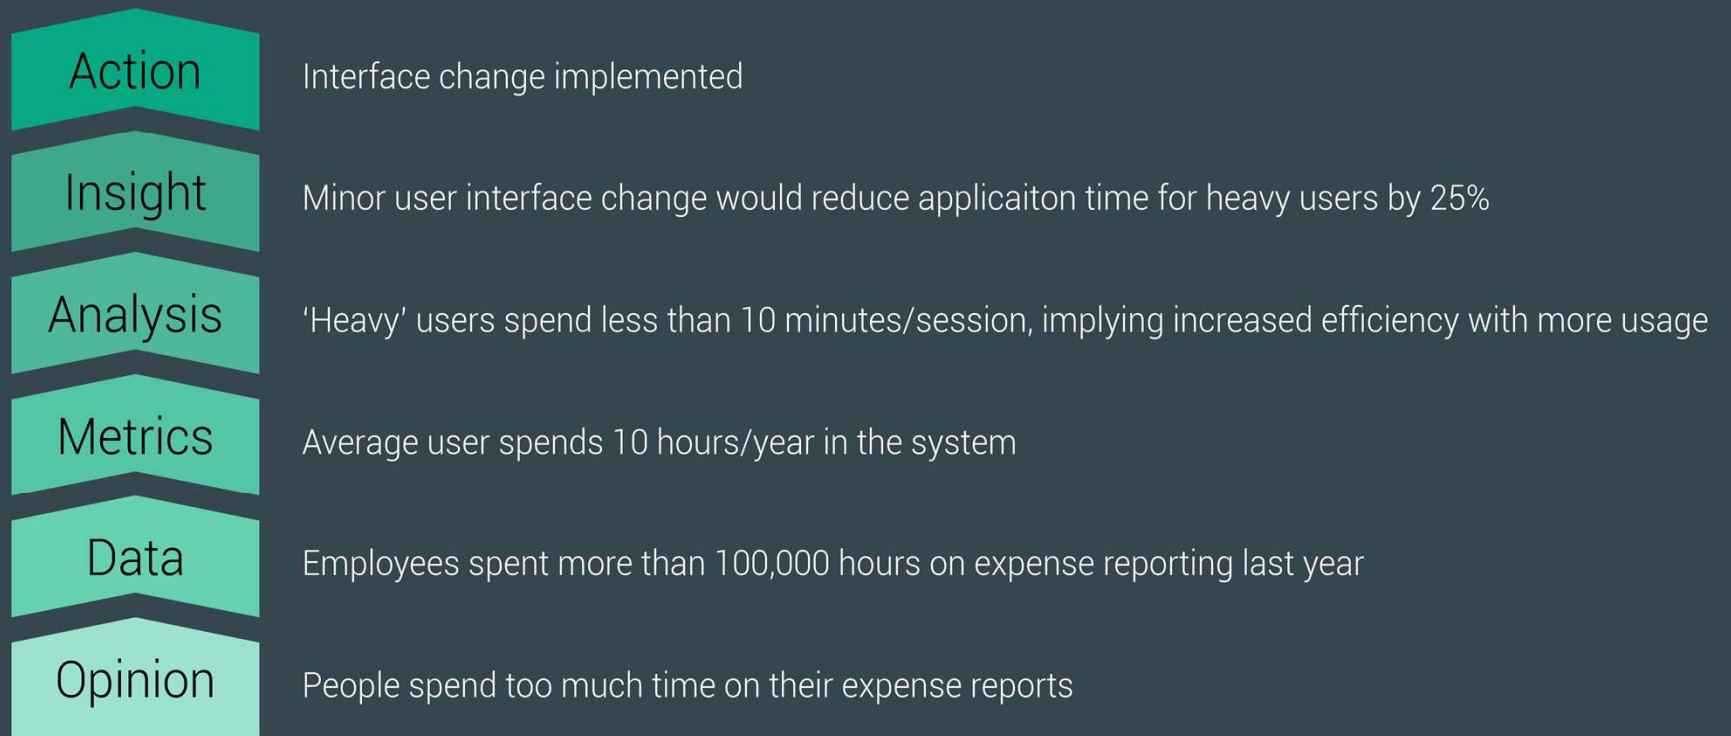 Action
Interface change implemented
Insight
Minor user interface change would reduce applicaiton time for heavy users by 25%
Analysis
‘Heavy’ users spend less than 10 minutes/session, implying increased efficiency with more usage
Metrics
Average user spends 10 hours/year in the system
Data
Employees spent more than 100,000 hours on expense reporting last year
Opinion
People spend too much time on their expense reports